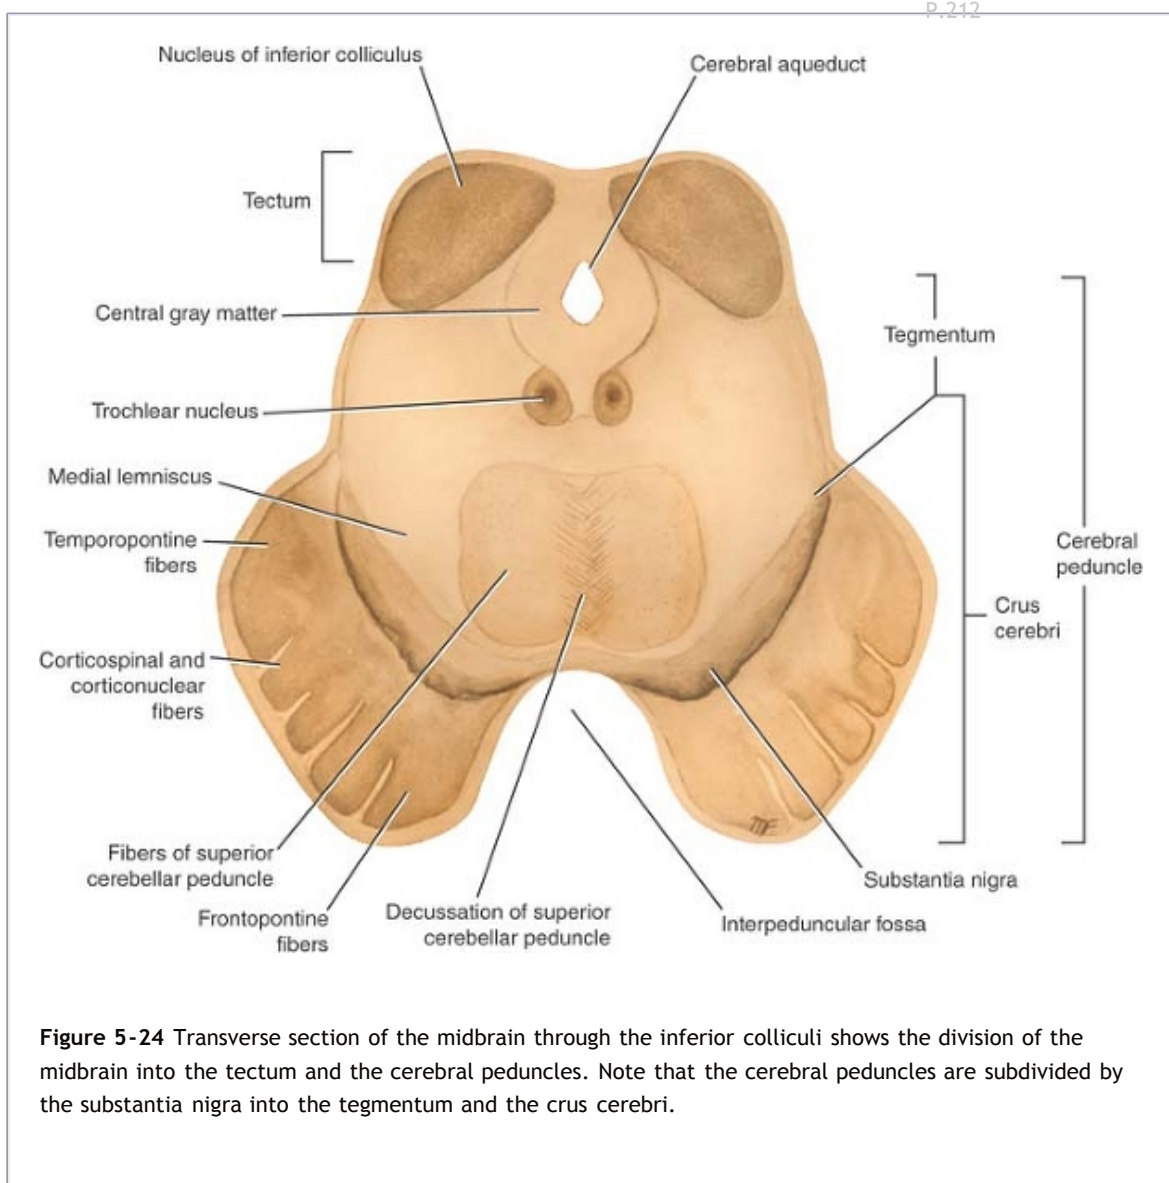 P.212
Nucleus of inferior colliculus
Cerebral aqueduct
Tectum
Central gray matter
Tegmentum
Trochlear nucleus
Medial lemniscus
Temporopontine
fibers
Cerebral
peduncle
Crus
cerebri
Corticospinal and
corticonuclear
fibers
Fibers of superior
cerebellar peduncle
Substantia nigra
Frontopontine
fibers
Decussation of superior
cerebellar peduncle
Interpeduncular fossa
Figure 5-24 Transverse section of the midbrain through the inferior colliculi shows the division of the
midbrain into the tectum and the cerebral peduncles. Note that the cerebral peduncles are subdivided by
the substantia nigra into the tegmentum and the crus cerebri.